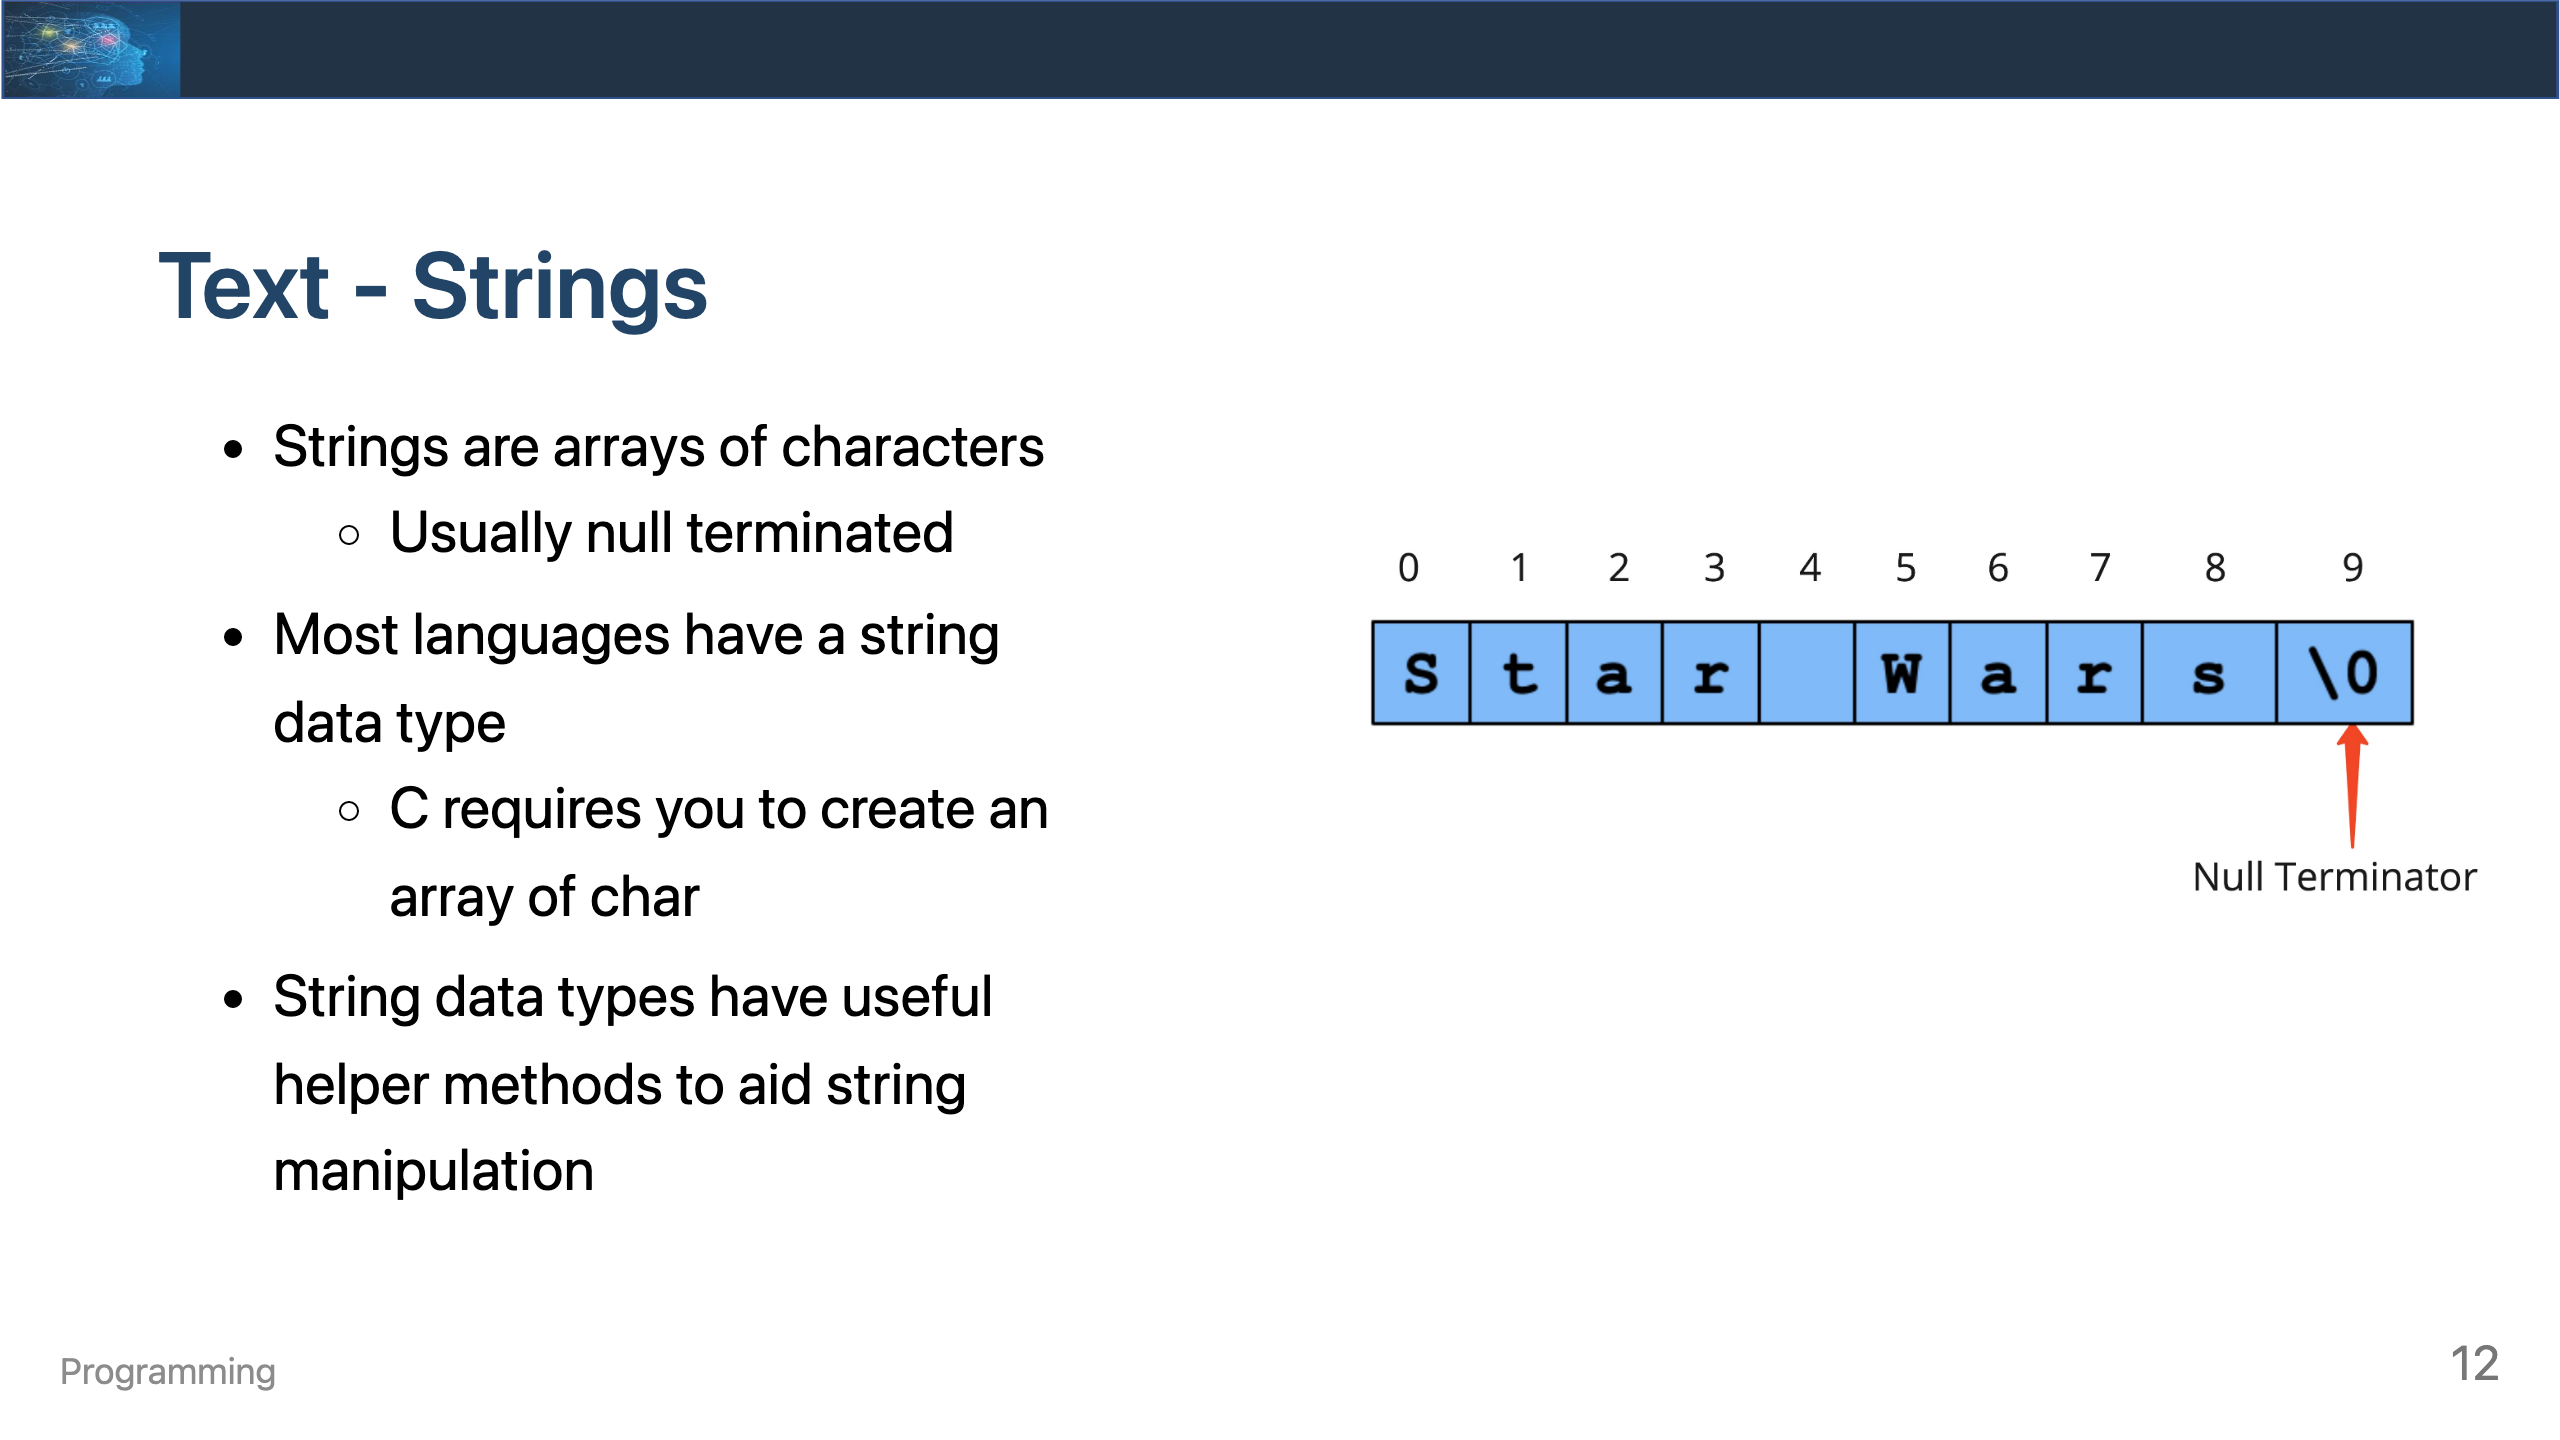 Text - Strings
• Strings are arrays of characters
○ Usually null terminated
• Most languages have a string
data type
○ C requires you to create an
array of char
• String data types have useful
helper methods to aid string
manipulation
0 1 2 3 4 5 6 7 8 9
S t a r W a r s \0
Null Terminator
Programming
12